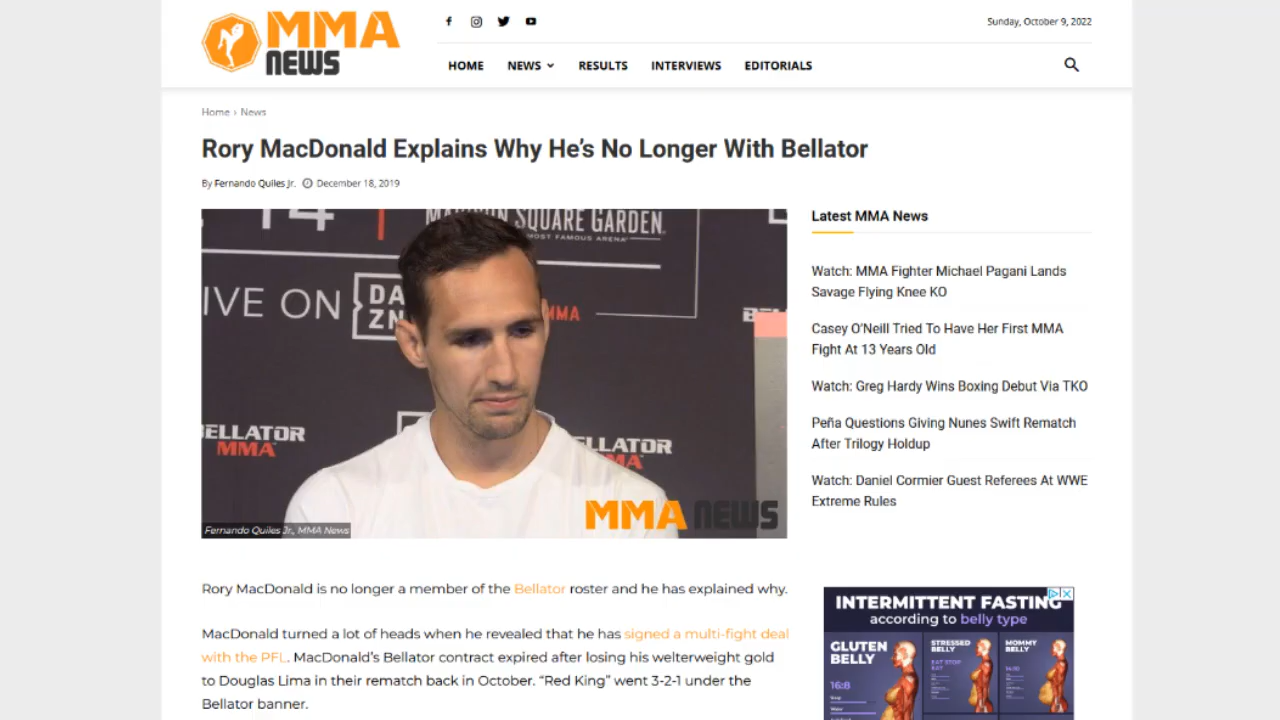 MMA
NEWS
Sunday, October 9, 2022
HOME NEWS RESULTS INTERVIEWS EDITORIALS
Home › News
Rory MacDonald Explains Why He's No Longer With Bellator
By Fernando Quiles Jr. December 18, 2019
14
MADISON SQUARE GARDEN
MOST FAMOUS ARENA
IVE ON DA
ZN
MMA
BELLATOR
MMA
BELLATOR
MMA
MMA NEWS
Fernando Quiles Jr., MMA News
Rory MacDonald is no longer a member of the Bellator roster and he has explained why.
MacDonald turned a lot of heads when he revealed that he has signed a multi-fight deal
with the PFL. MacDonald's Bellator contract expired after losing his welterweight gold
to Douglas Lima in their rematch back in October. “Red King” went 3-2-1 under the
Bellator banner.
Latest MMA News
Watch: MMA Fighter Michael Pagani Lands
Savage Flying Knee KO
Casey O'Neill Tried To Have Her First MMA
Fight At 13 Years Old
Watch: Greg Hardy Wins Boxing Debut Via TKO
Peña Questions Giving Nunes Swift Rematch
After Trilogy Holdup
Watch: Daniel Cormier Guest Referees At WWE
Extreme Rules
INTERMITTENT FASTING
according to belly type
GLUTEN
BELLY
16:8
STRESSED
BELLY
EAT STOP
EAT
MOMMY
BELLY